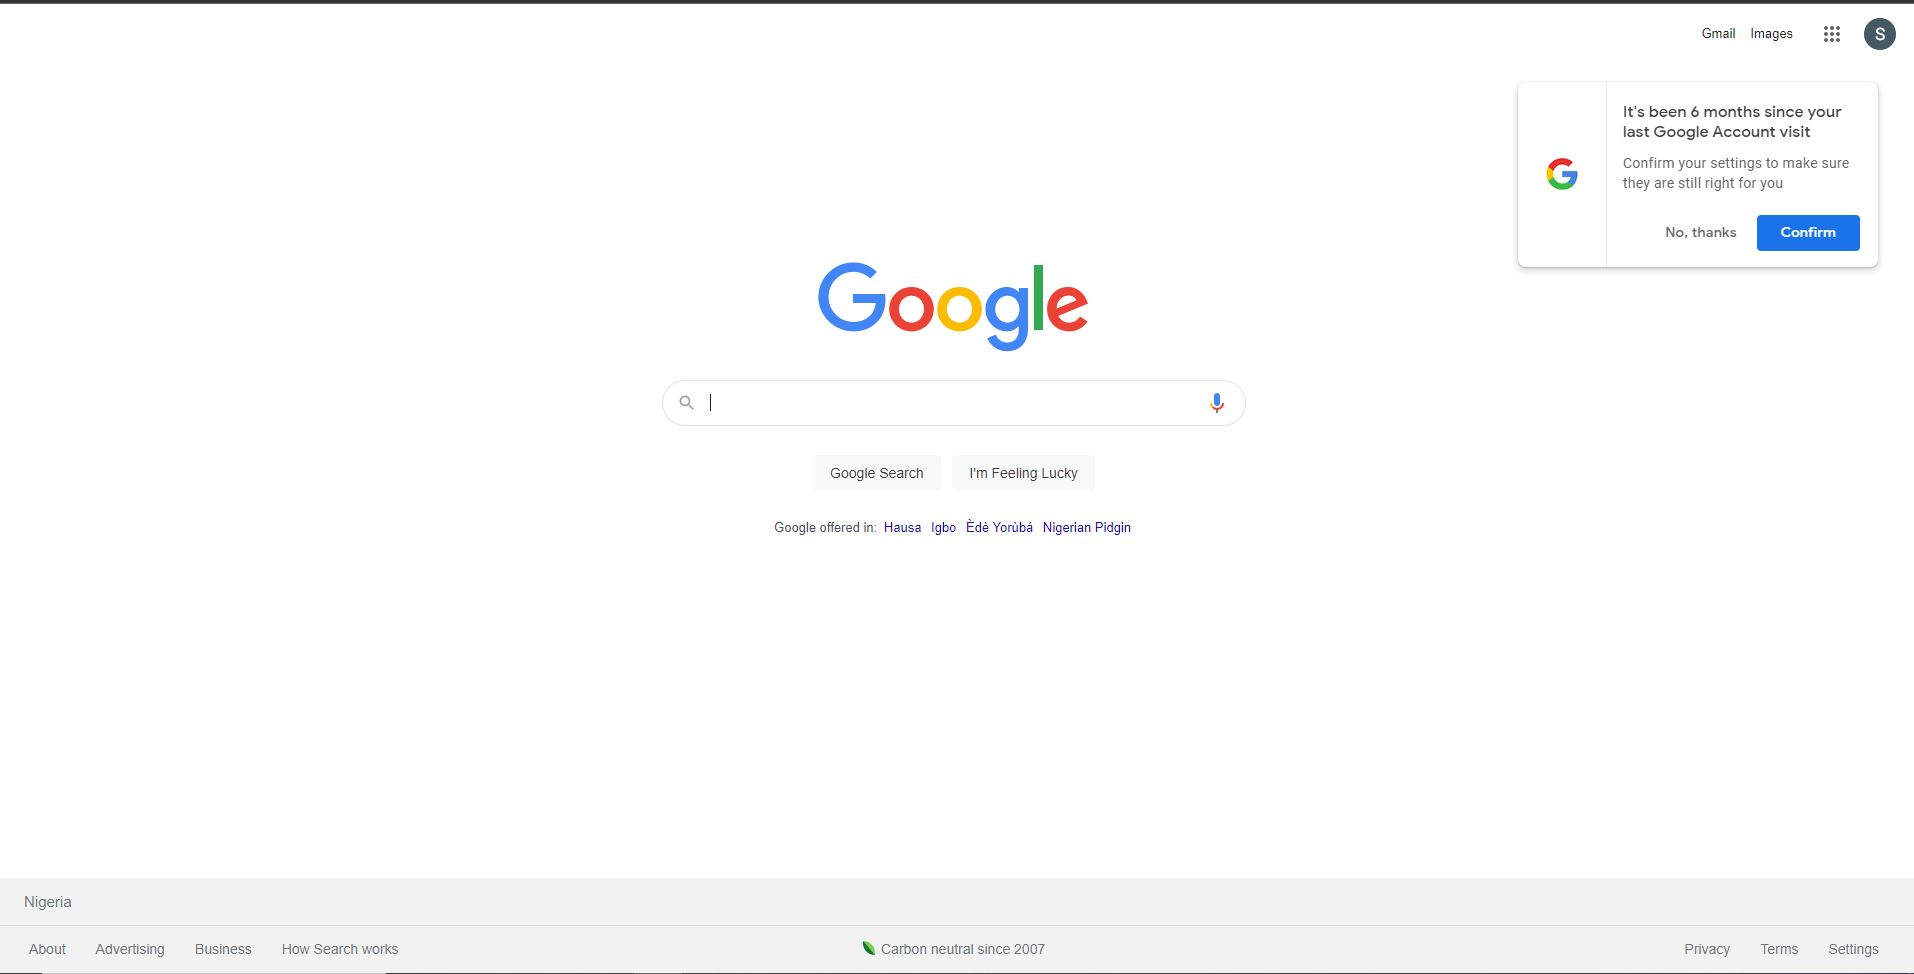 Gmail Images
S
It's been 6 months since your
last Google Account visit
Confirm your settings to make sure
they are still right for you
No, thanks Confirm
Google
Google Search I'm Feeling Lucky
Google offered in: Hausa Igbo Èdè Yorùbá Nigerian Pidgin
Nigeria
About Advertising Business How Search works Carbon neutral since 2007 Privacy Terms Settings